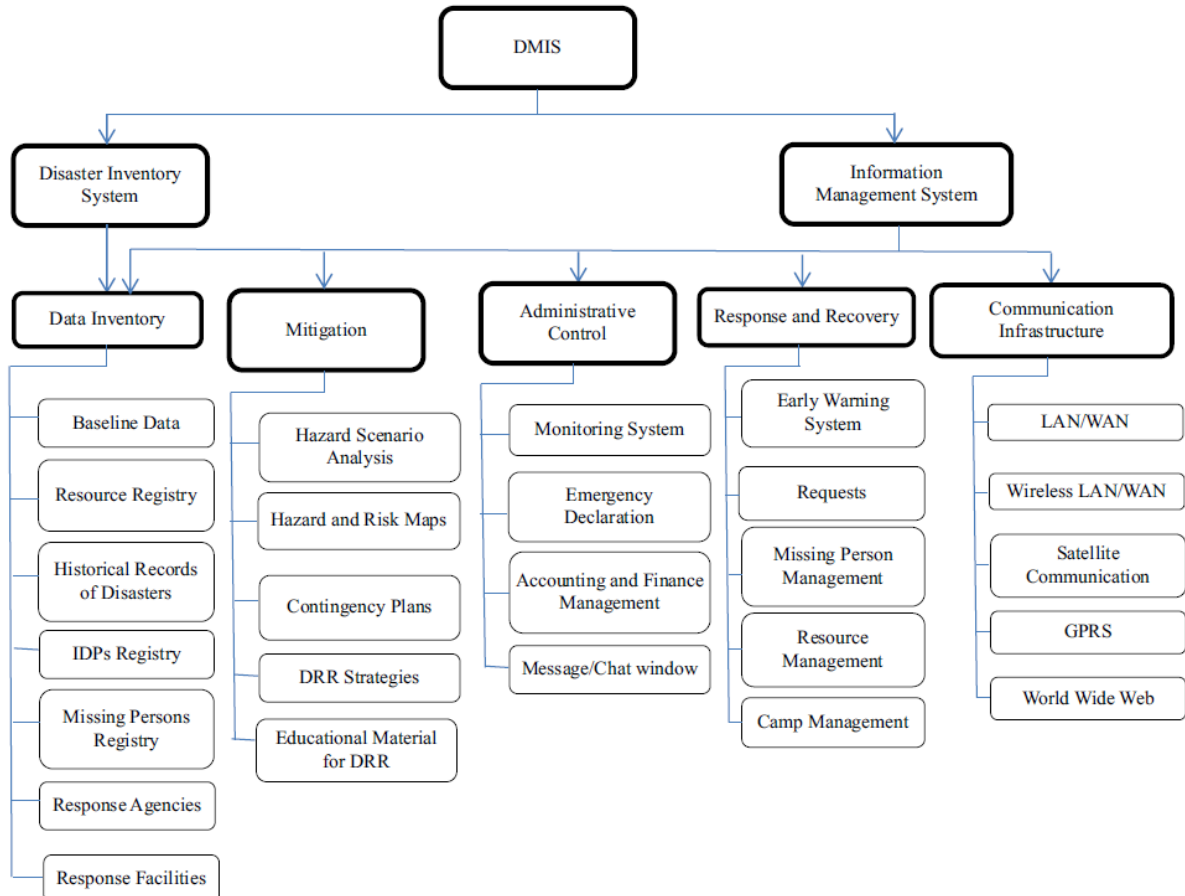 DMIS
Disaster Inventory
System
Information
Management System
Data Inventory
Mitigation
Administrative
Control
Response and Recovery
Communication
Infrastructure
Baseline Data
Resource Registry
Historical Records
of Disasters
IDPs Registry
Missing Persons
Registry
Response Agencies
Response Facilities
Hazard Scenario
Analysis
Hazard and Risk Maps
Contingency Plans
DRR Strategies
Educational Material
for DRR
Monitoring System
Emergency
Declaration
Accounting and Finance
Management
Message/Chat window
Early Warning
System
Requests
Missing Person
Management
Resource
Management
Camp Management
LAN/WAN
Wireless LAN/WAN
Satellite
Communication
GPRS
World Wide Web